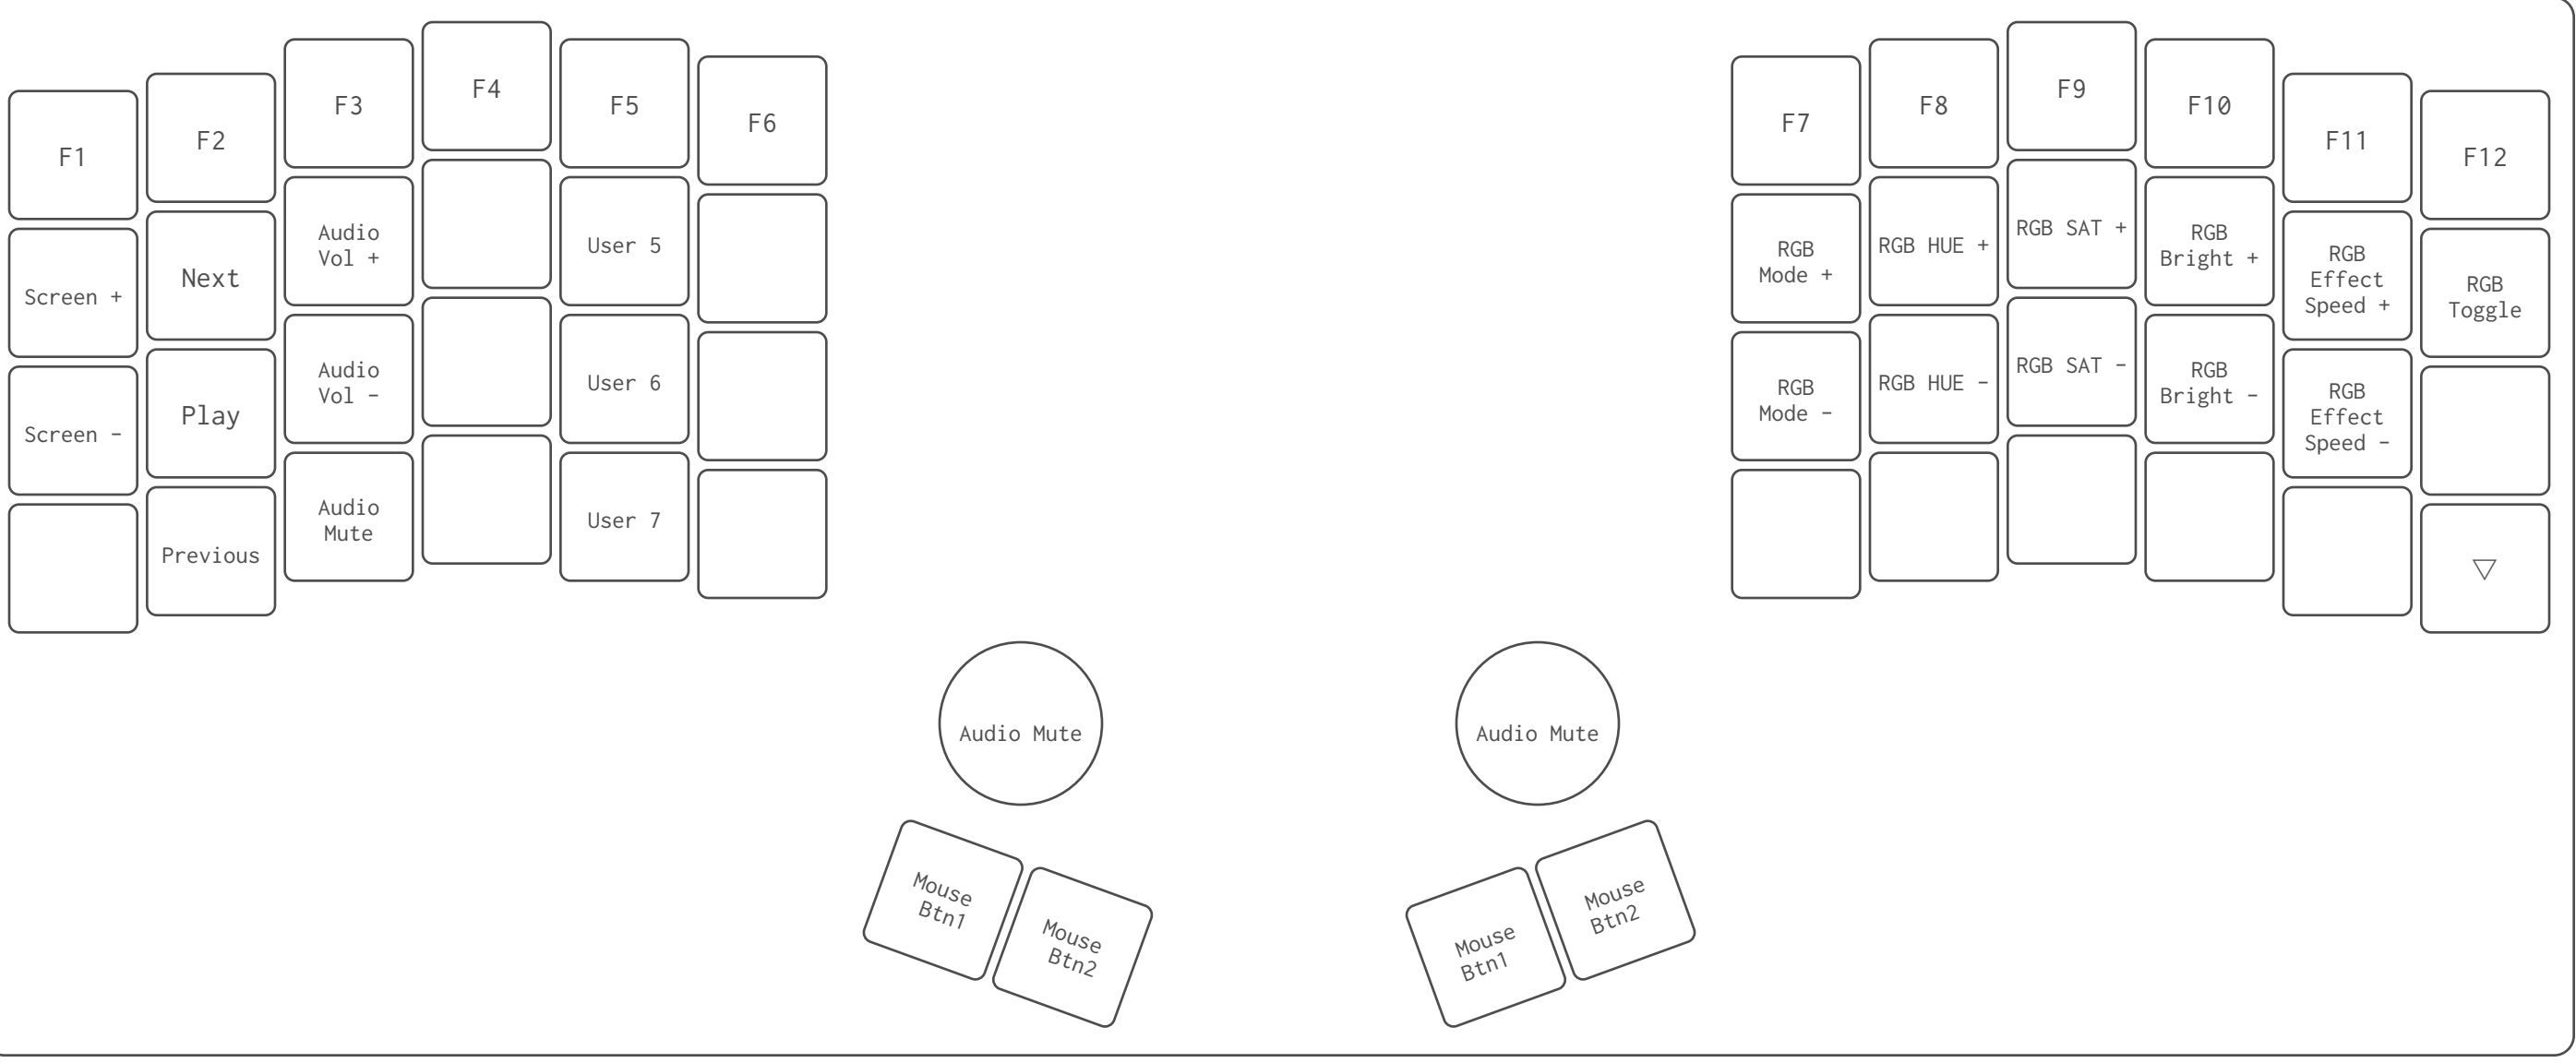 F1
F2
F3
F4
F5
F6
F7
F8
F9
F10
F11
F12
Screen +
Next
Audio
Vol +
User 5
RGB
Mode +
RGB HUE +
RGB SAT +
RGB
Bright +
RGB
Effect
Speed +
RGB
Toggle
Screen -
Play
Audio
Vol -
User 6
RGB
Mode -
RGB HUE -
RGB SAT -
RGB
Bright -
RGB
Effect
Speed -
Previous
Audio
Mute
User 7
▽
Audio Mute
Audio Mute
Mouse
Btn1
Mouse
Btn2
Mouse
Btn1
Mouse
Btn2